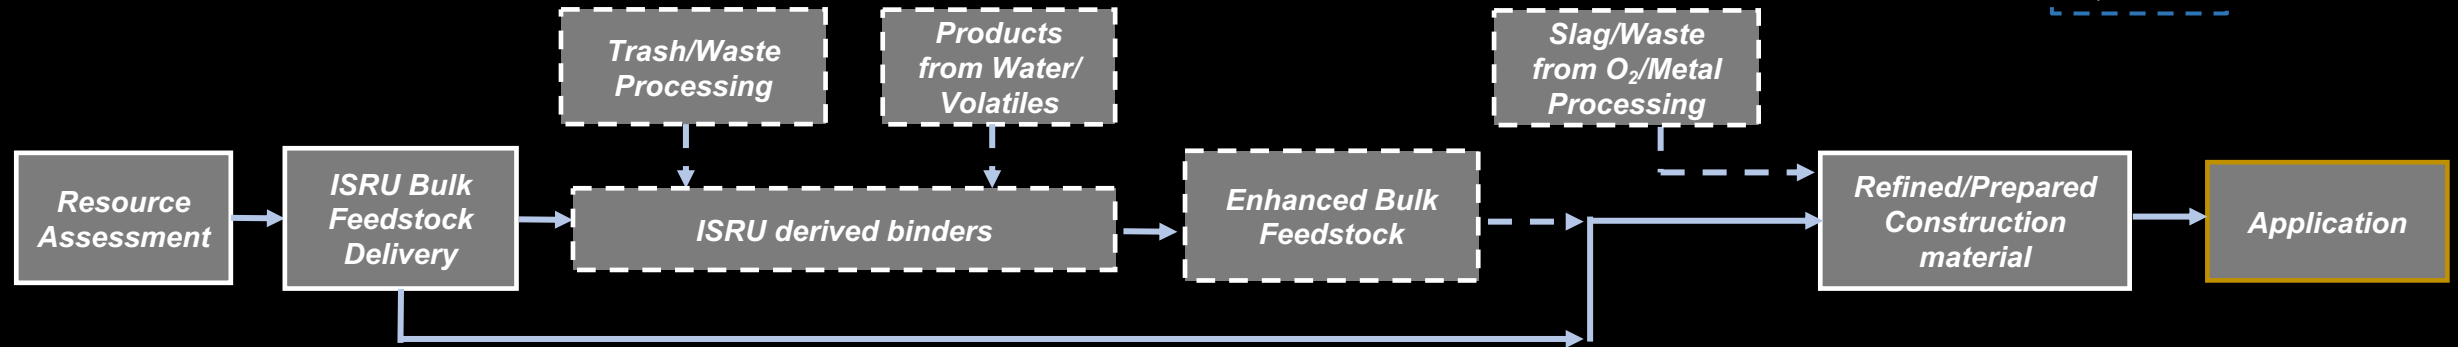 Trash/Waste
Processing
Products
from Water/
Volatiles
Slag/Waste
from O₂/Metal
Processing
Resource
Assessment
ISRU Bulk
Feedstock
Delivery
ISRU derived binders
Enhanced Bulk
Feedstock
Refined/Prepared
Construction
material
Application